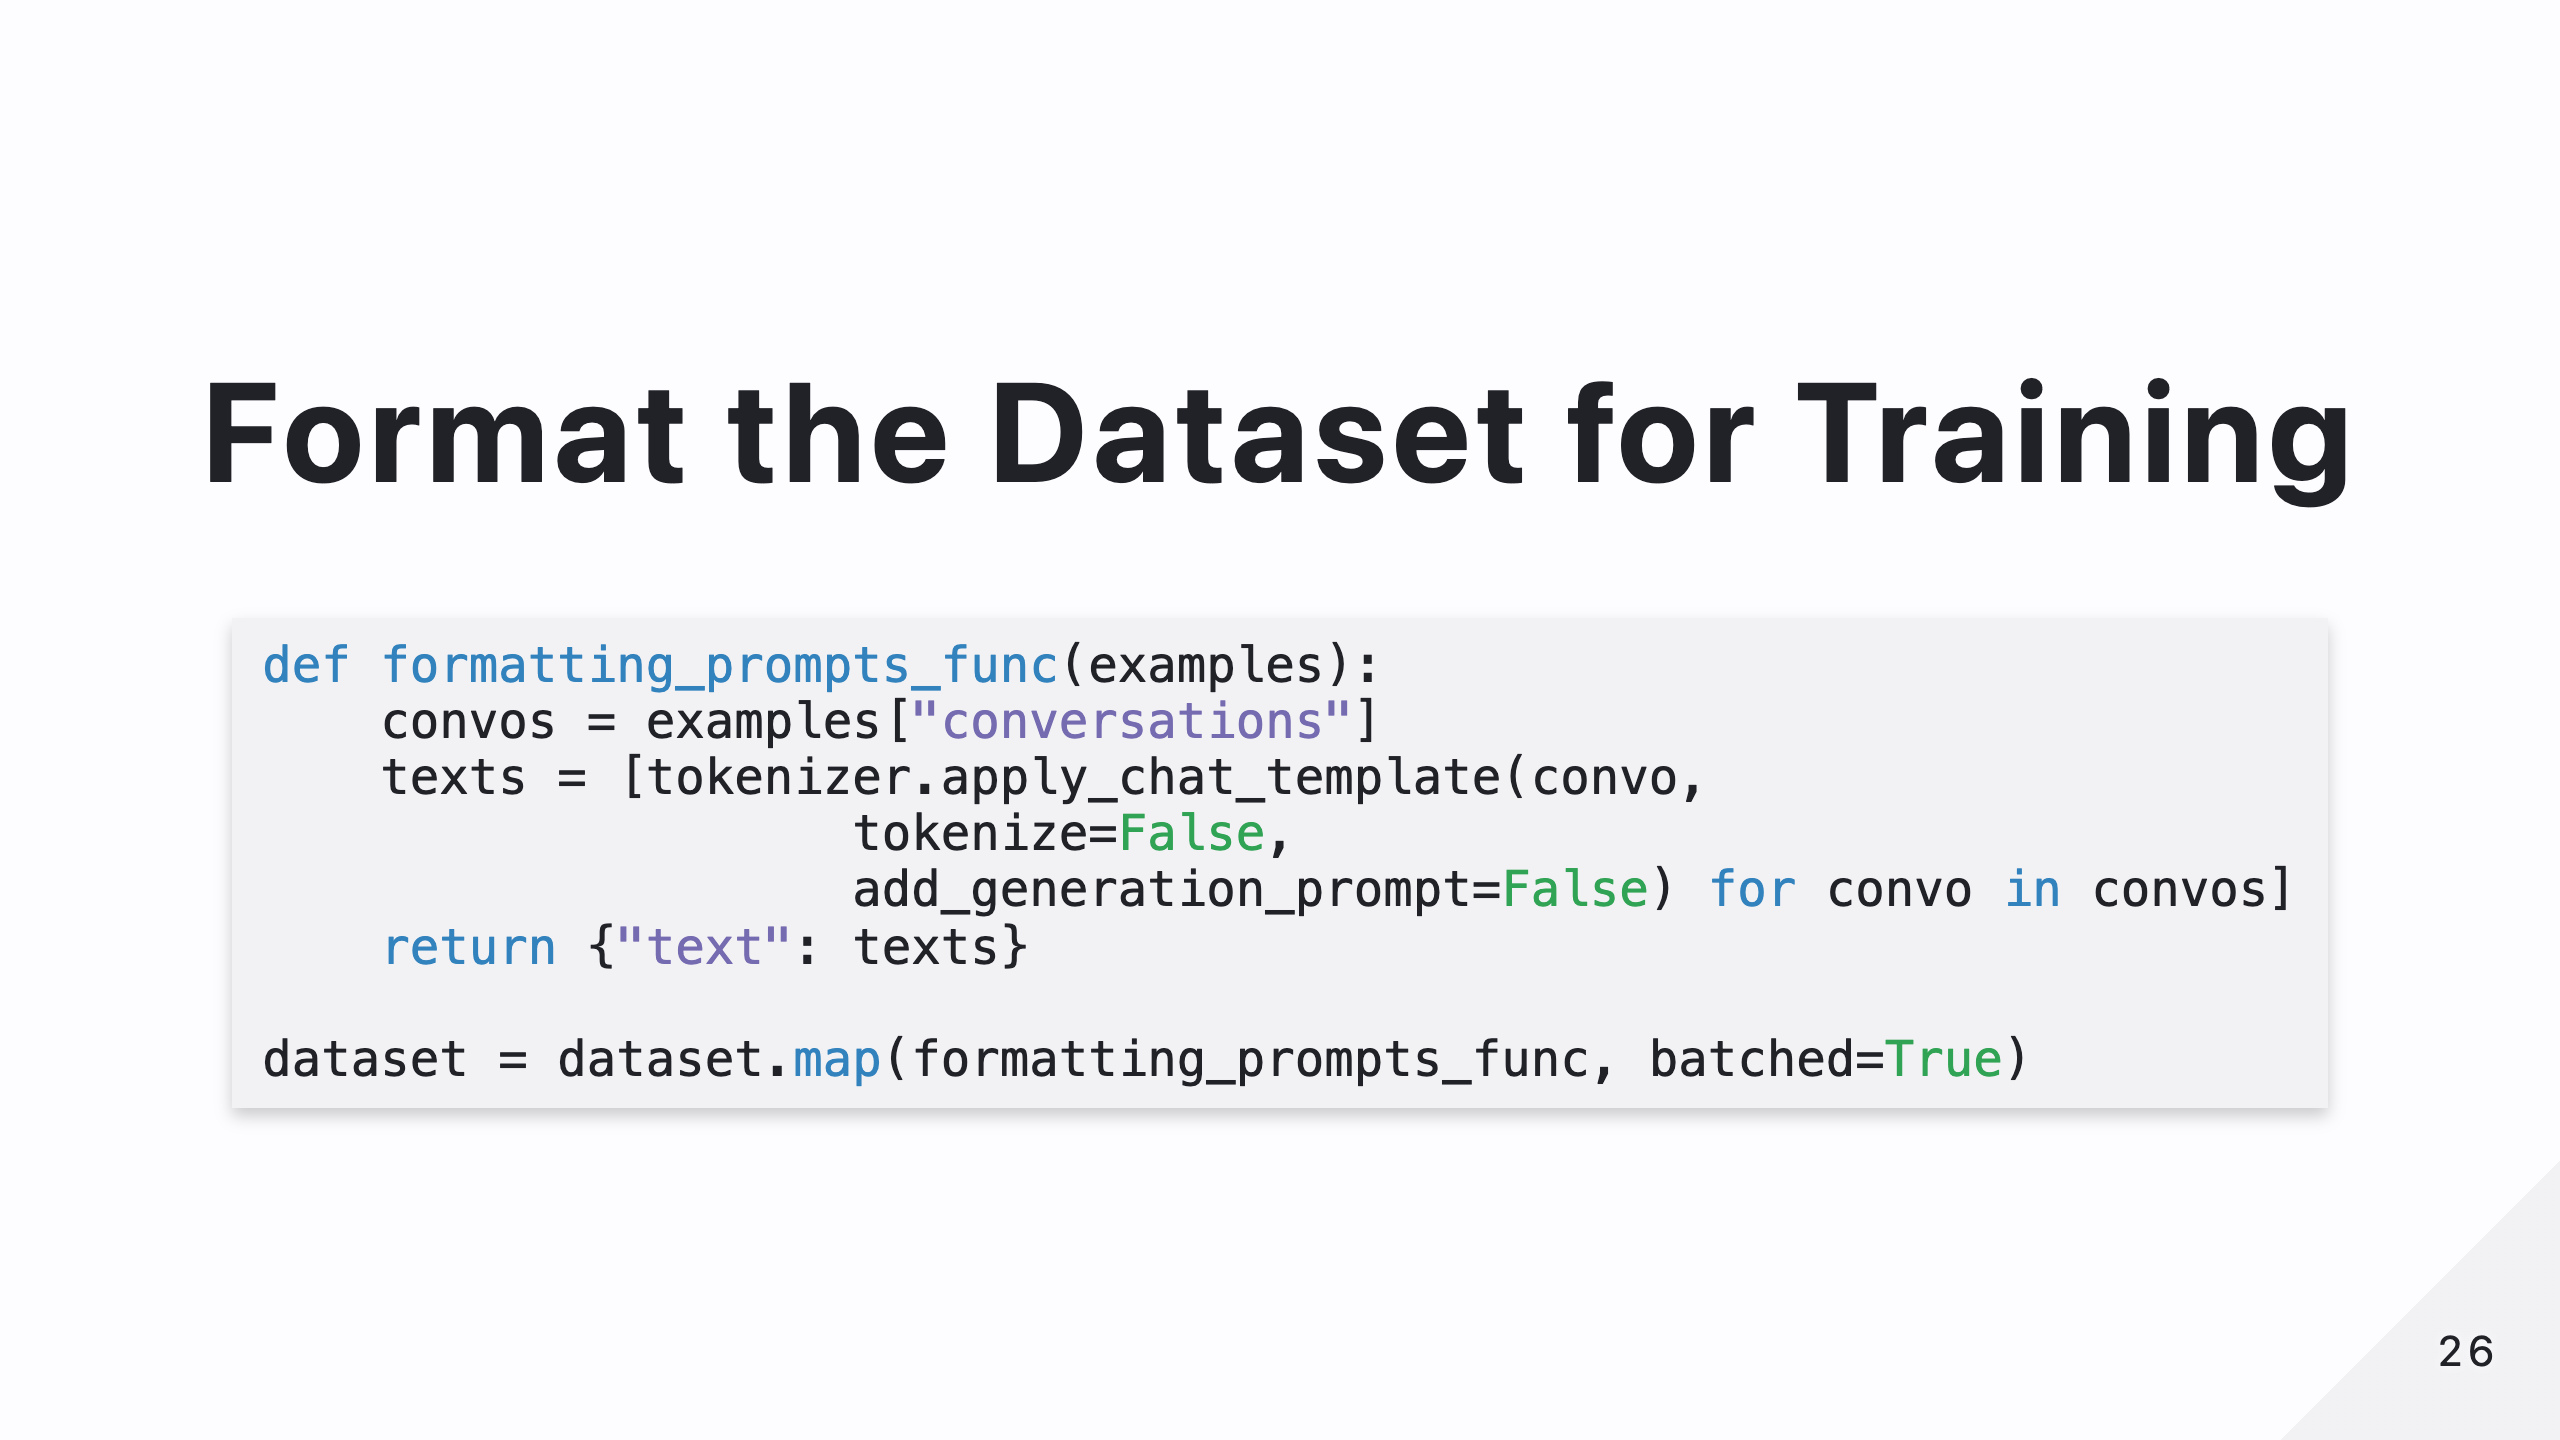 Format the Dataset for Training
def formatting_prompts_func(examples):
    convos = examples["conversations"]
    texts = [tokenizer.apply_chat_template(convo,
                    tokenize=False,
                    add_generation_prompt=False) for convo in convos]
    return {"text": texts}

dataset = dataset.map(formatting_prompts_func, batched=True)
26